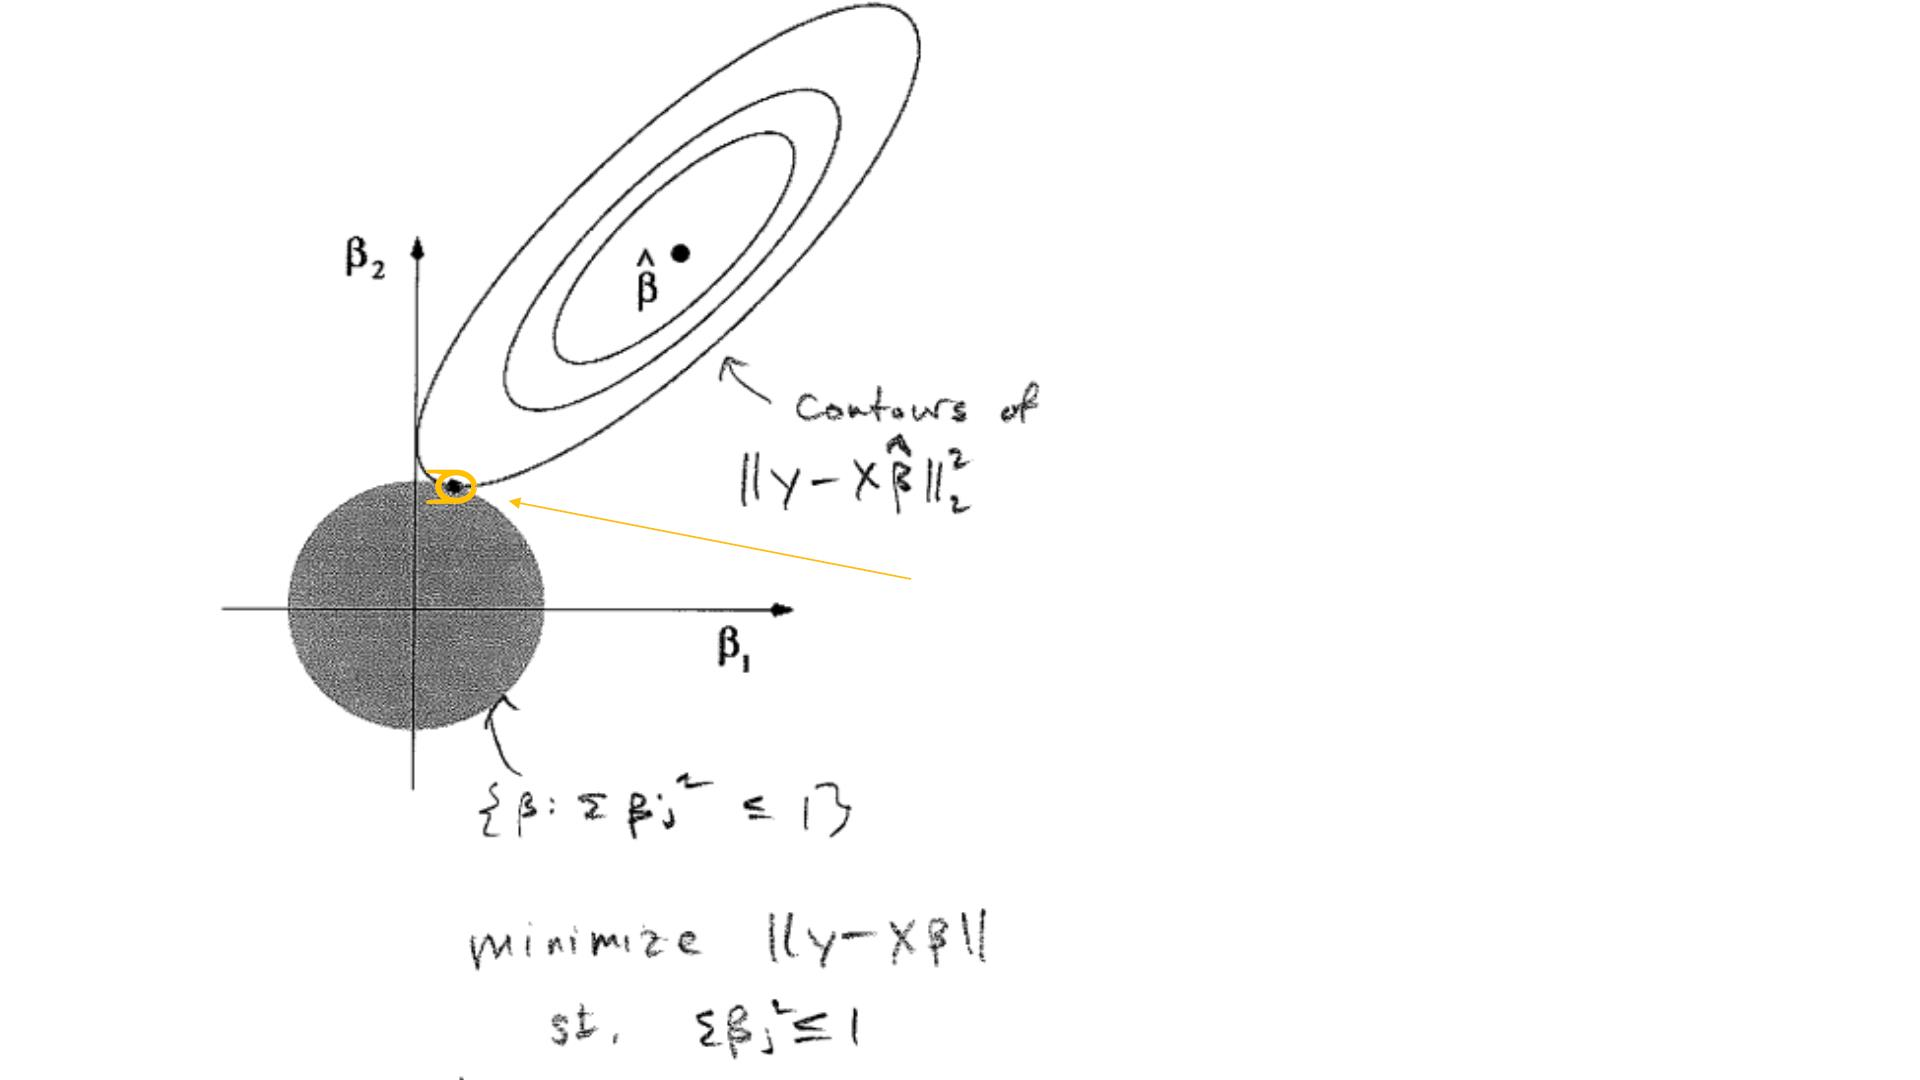 β₂
β̂
contours of
||y - Xβ̂||₂²
β₁
{β: Σ βj² ≤ 1}
minimize ||y - Xβ||
st. Σβj² ≤ 1